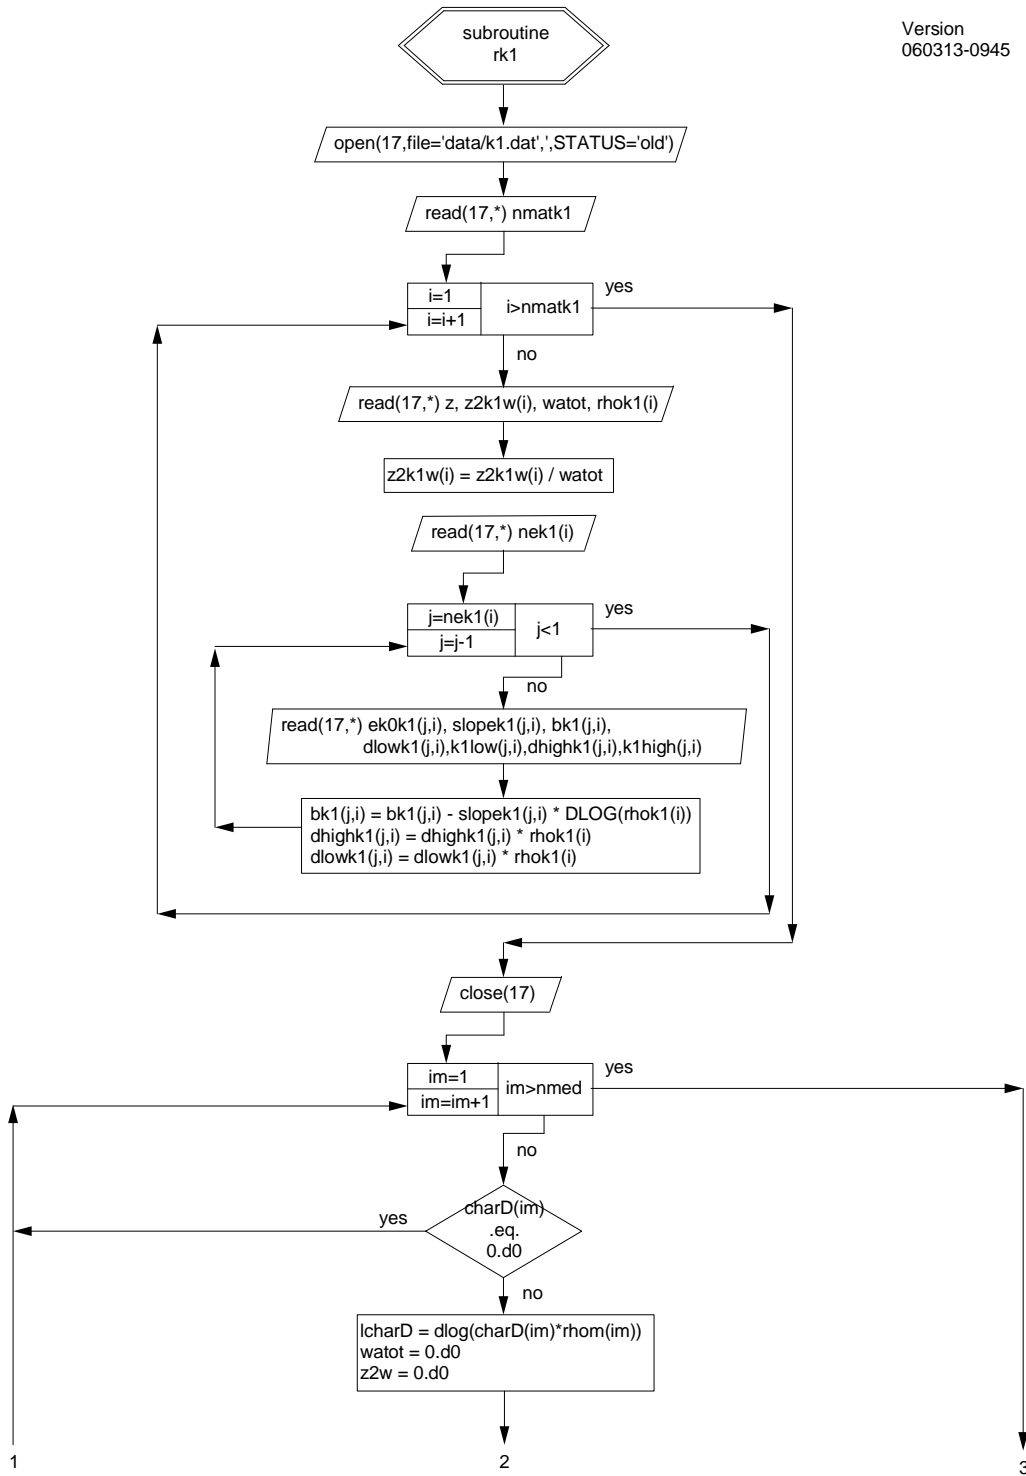 subroutine
rk1
Version
060313-0945
open(17,file='data/k1.dat',',STATUS='old')
read(17,*) nmatk1
i=1
i=i+1
i>nmatk1
yes
no
read(17,*) z, z2k1w(i), watot, rhok1(i)
z2k1w(i) = z2k1w(i) / watot
read(17,*) nek1(i)
j=nek1(i)
j=j-1
j<1
yes
no
read(17,*) ek0k1(j,i), slopek1(j,i), bk1(j,i),
dlowk1(j,i),k1low(j,i),dhighk1(j,i),k1high(j,i)
bk1(j,i) = bk1(j,i) - slopek1(j,i) * DLOG(rhok1(i))
dhighk1(j,i) = dhighk1(j,i) * rhok1(i)
dlowk1(j,i) = dlowk1(j,i) * rhok1(i)
close(17)
im=1
im=im+1
im>nmed
yes
no
charD(im)
.eq.
0.d0
yes
no
lcharD = dlog(charD(im)*rhom(im))
watot = 0.d0
z2w = 0.d0
1
2
3